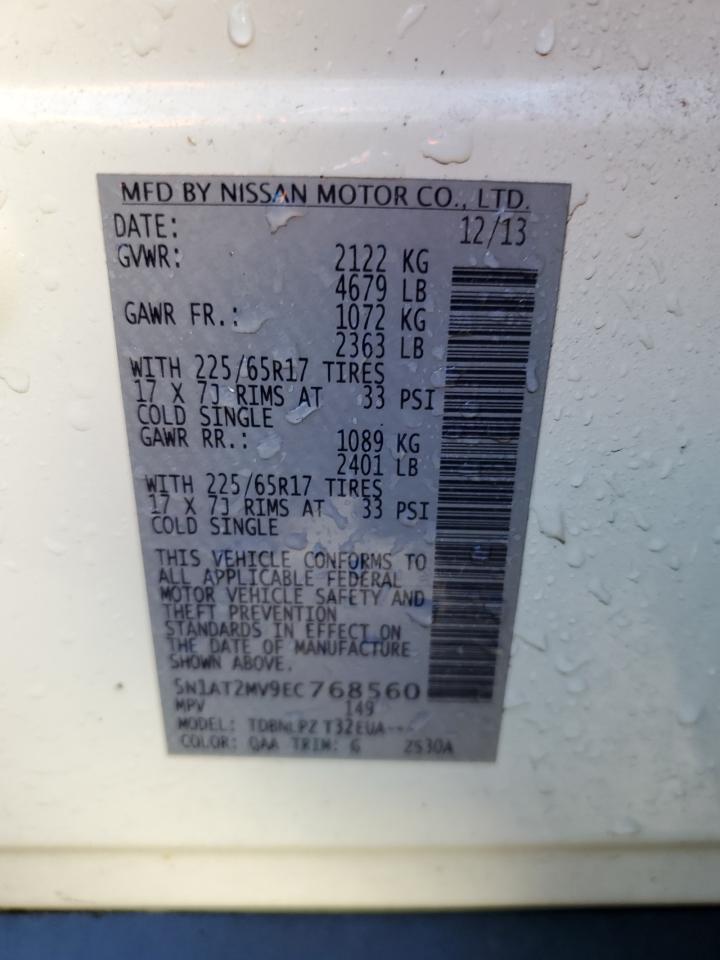 MFD BY NISSAN MOTOR CO., LTD.
DATE: 12/13
GVWR: 2122 KG
4679 LB
GAWR FR.: 1072 KG
2363 LB
WITH 225/65R17 TIRES
17 X 7J RIMS AT 33 PSI
COLD SINGLE
GAWR RR.: 1089 KG
2401 LB
WITH 225/65R17 TIRES
17 X 7J RIMS AT 33 PSI
COLD SINGLE
THIS VEHICLE CONFORMS TO
ALL APPLICABLE FEDERAL
MOTOR VEHICLE SAFETY AND
THEFT PREVENTION
STANDARDS IN EFFECT ON
THE DATE OF MANUFACTURE
SHOWN ABOVE.
5N1AT2MV9EC768560
MPV 149
MODEL: TDBNLPZ T32EUA---
COLOR: QAA TRIM: G 2530A